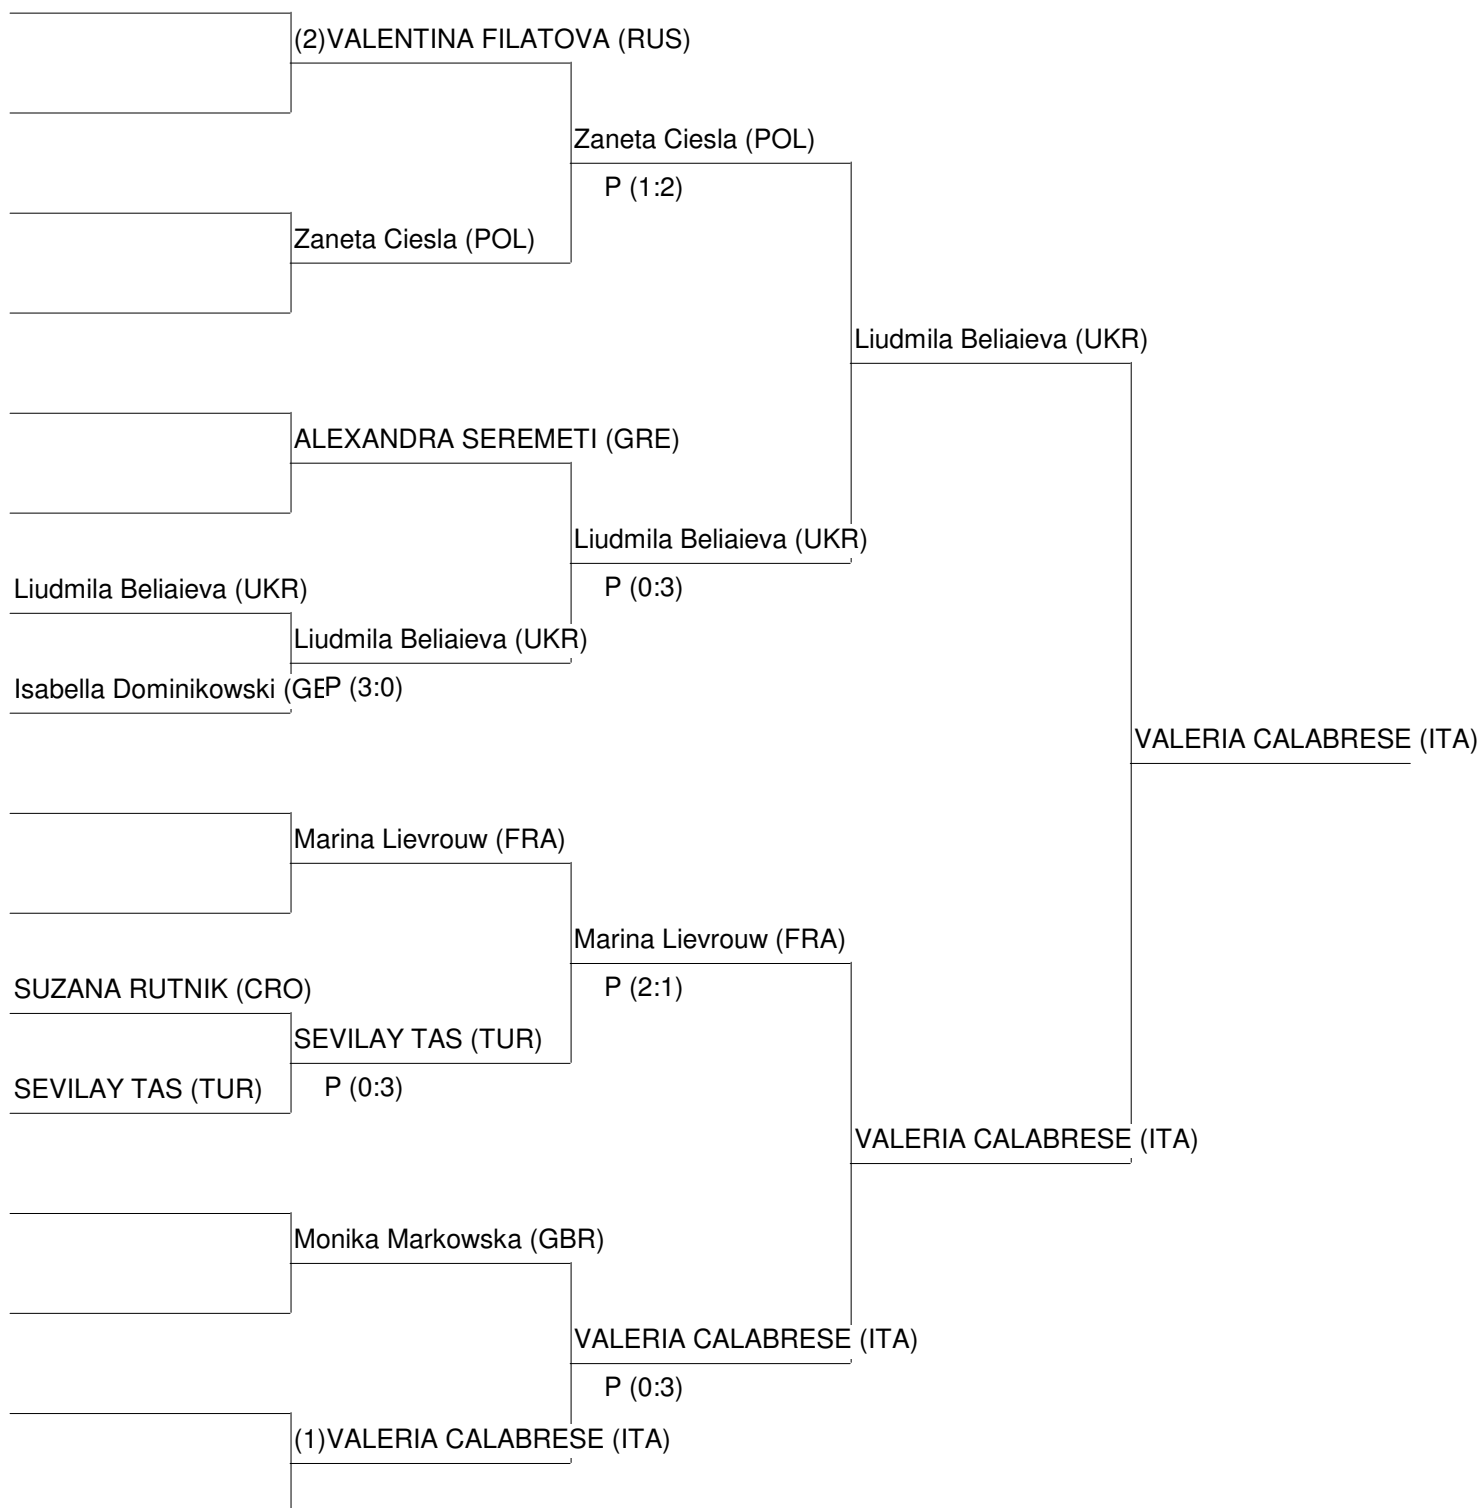 (2)VALENTINA FILATOVA (RUS)
Zaneta Ciesla (POL)
P (1:2)
Zaneta Ciesla (POL)
Liudmila Beliaieva (UKR)
ALEXANDRA SEREMETI (GRE)
Liudmila Beliaieva (UKR)
P (0:3)
Liudmila Beliaieva (UKR)
Liudmila Beliaieva (UKR)
Isabella Dominikowski (GE
P (3:0)
VALERIA CALABRESE (ITA)
Marina Lievrouw (FRA)
Marina Lievrouw (FRA)
P (2:1)
SUZANA RUTNIK (CRO)
SEVILAY TAS (TUR)
P (0:3)
SEVILAY TAS (TUR)
VALERIA CALABRESE (ITA)
Monika Markowska (GBR)
VALERIA CALABRESE (ITA)
P (0:3)
(1)VALERIA CALABRESE (ITA)